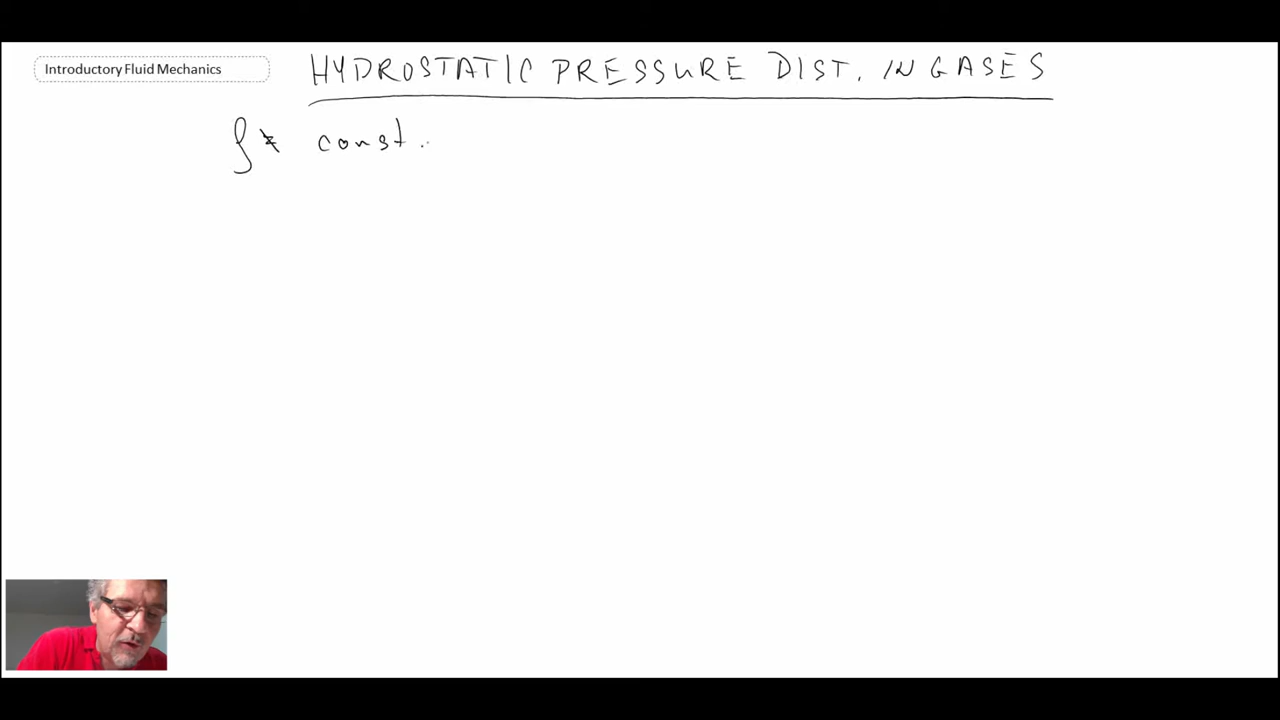 Introductory Fluid Mechanics
HYDROSTATIC PRESSURE DIST. IN GASES
ρ ≠ const.